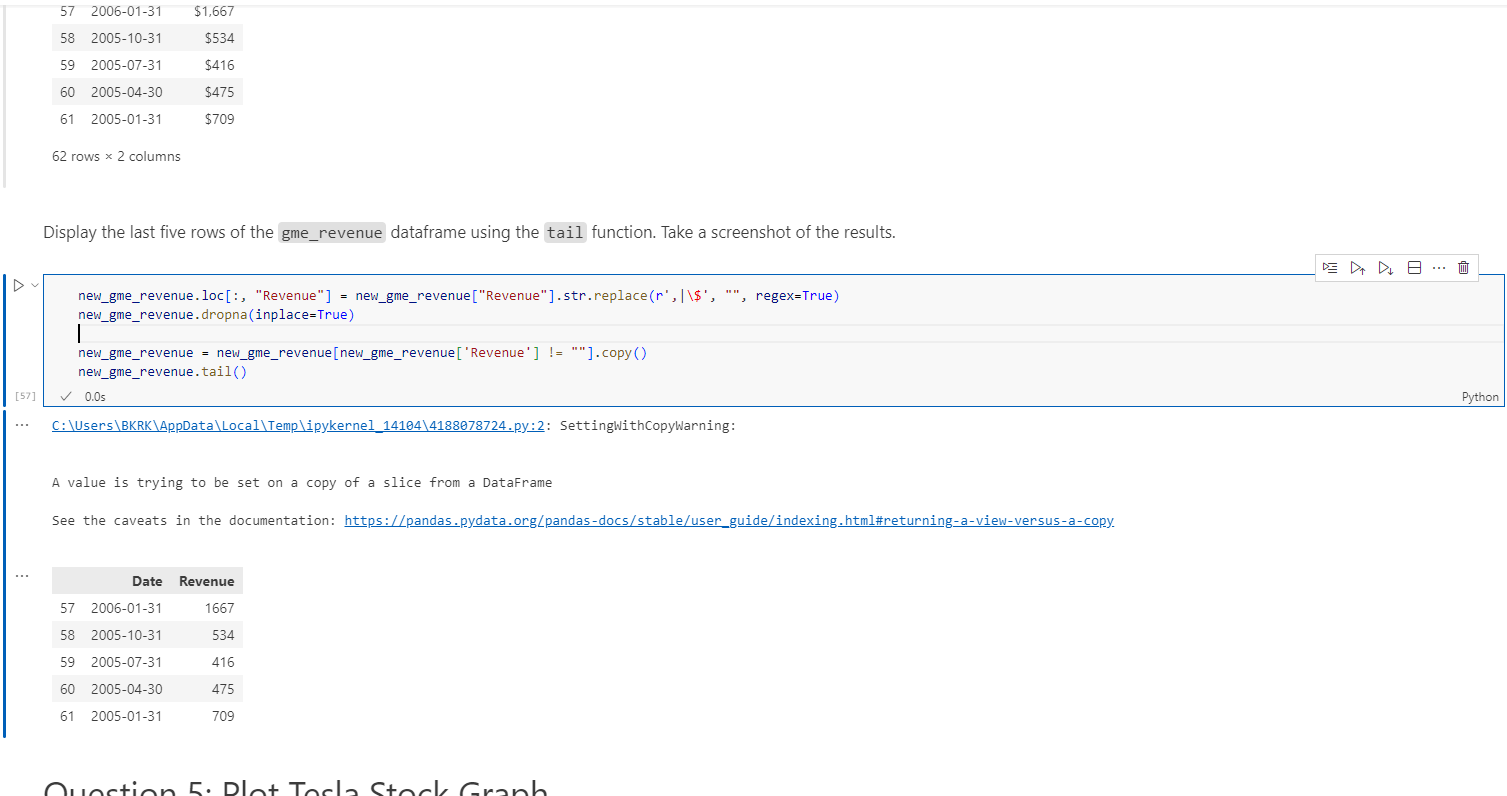 57 2006-01-31 $1,667
58 2005-10-31 $534
59 2005-07-31 $416
60 2005-04-30 $475
61 2005-01-31 $709
62 rows × 2 columns
Display the last five rows of the gme_revenue dataframe using the tail function. Take a screenshot of the results.
new_gme_revenue.loc[:, "Revenue"] = new_gme_revenue["Revenue"].str.replace(r',|\$', "", regex=True)
new_gme_revenue.dropna(inplace=True)
new_gme_revenue = new_gme_revenue[new_gme_revenue['Revenue'] != ""].copy()
new_gme_revenue.tail()
[57] 0.0s Python
... C:\Users\BKRK\AppData\Local\Temp\ipykernel_14104\4188078724.py:2: SettingWithCopyWarning:
A value is trying to be set on a copy of a slice from a DataFrame
See the caveats in the documentation: https://pandas.pydata.org/pandas-docs/stable/user_guide/indexing.html#returning-a-view-versus-a-copy
...
Date Revenue
57 2006-01-31 1667
58 2005-10-31 534
59 2005-07-31 416
60 2005-04-30 475
61 2005-01-31 709
Question 5: Plot Tesla Stock Graph